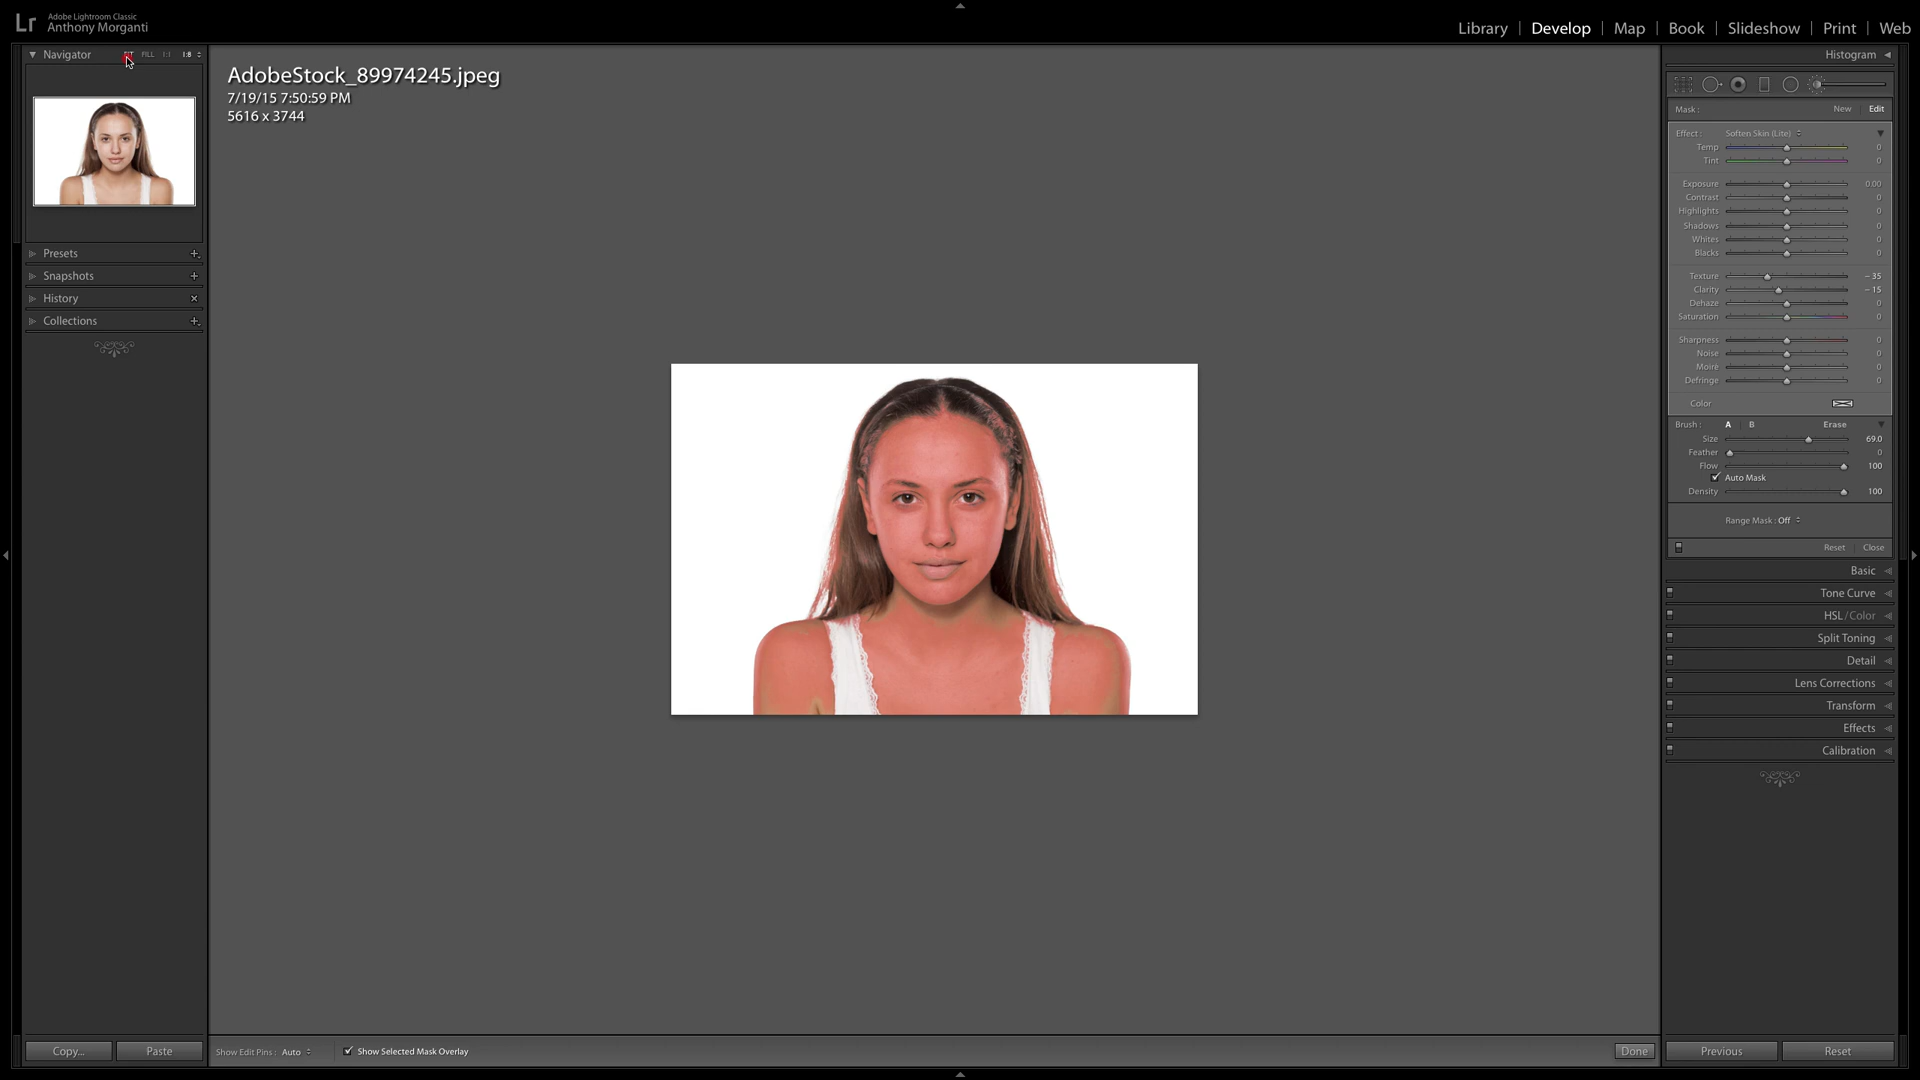 Lr
Adobe Lightroom Classic
Anthony Morganti
Library | Develop | Map | Book | Slideshow | Print | Web
Navigator FIT FILL 1:1 1:8
Presets
Snapshots
History
Collections
Copy...
Paste
AdobeStock_89974245.jpeg
7/19/15 7:50:59 PM
5616 x 3744
Show Edit Pins : Auto
Show Selected Mask Overlay
Done
Histogram
Mask : New Edit
Effect : Soften Skin (Lite)
Temp 0
Tint 0
Exposure 0.00
Contrast 0
Highlights 0
Shadows 0
Whites 0
Blacks 0
Texture – 35
Clarity – 15
Dehaze 0
Saturation 0
Sharpness 0
Noise 0
Moiré 0
Defringe 0
Color
Brush : A B Erase
Size 69.0
Feather 0
Flow 100
Auto Mask
Density 100
Range Mask : Off
Reset Close
Basic
Tone Curve
HSL / Color
Split Toning
Detail
Lens Corrections
Transform
Effects
Calibration
Previous
Reset